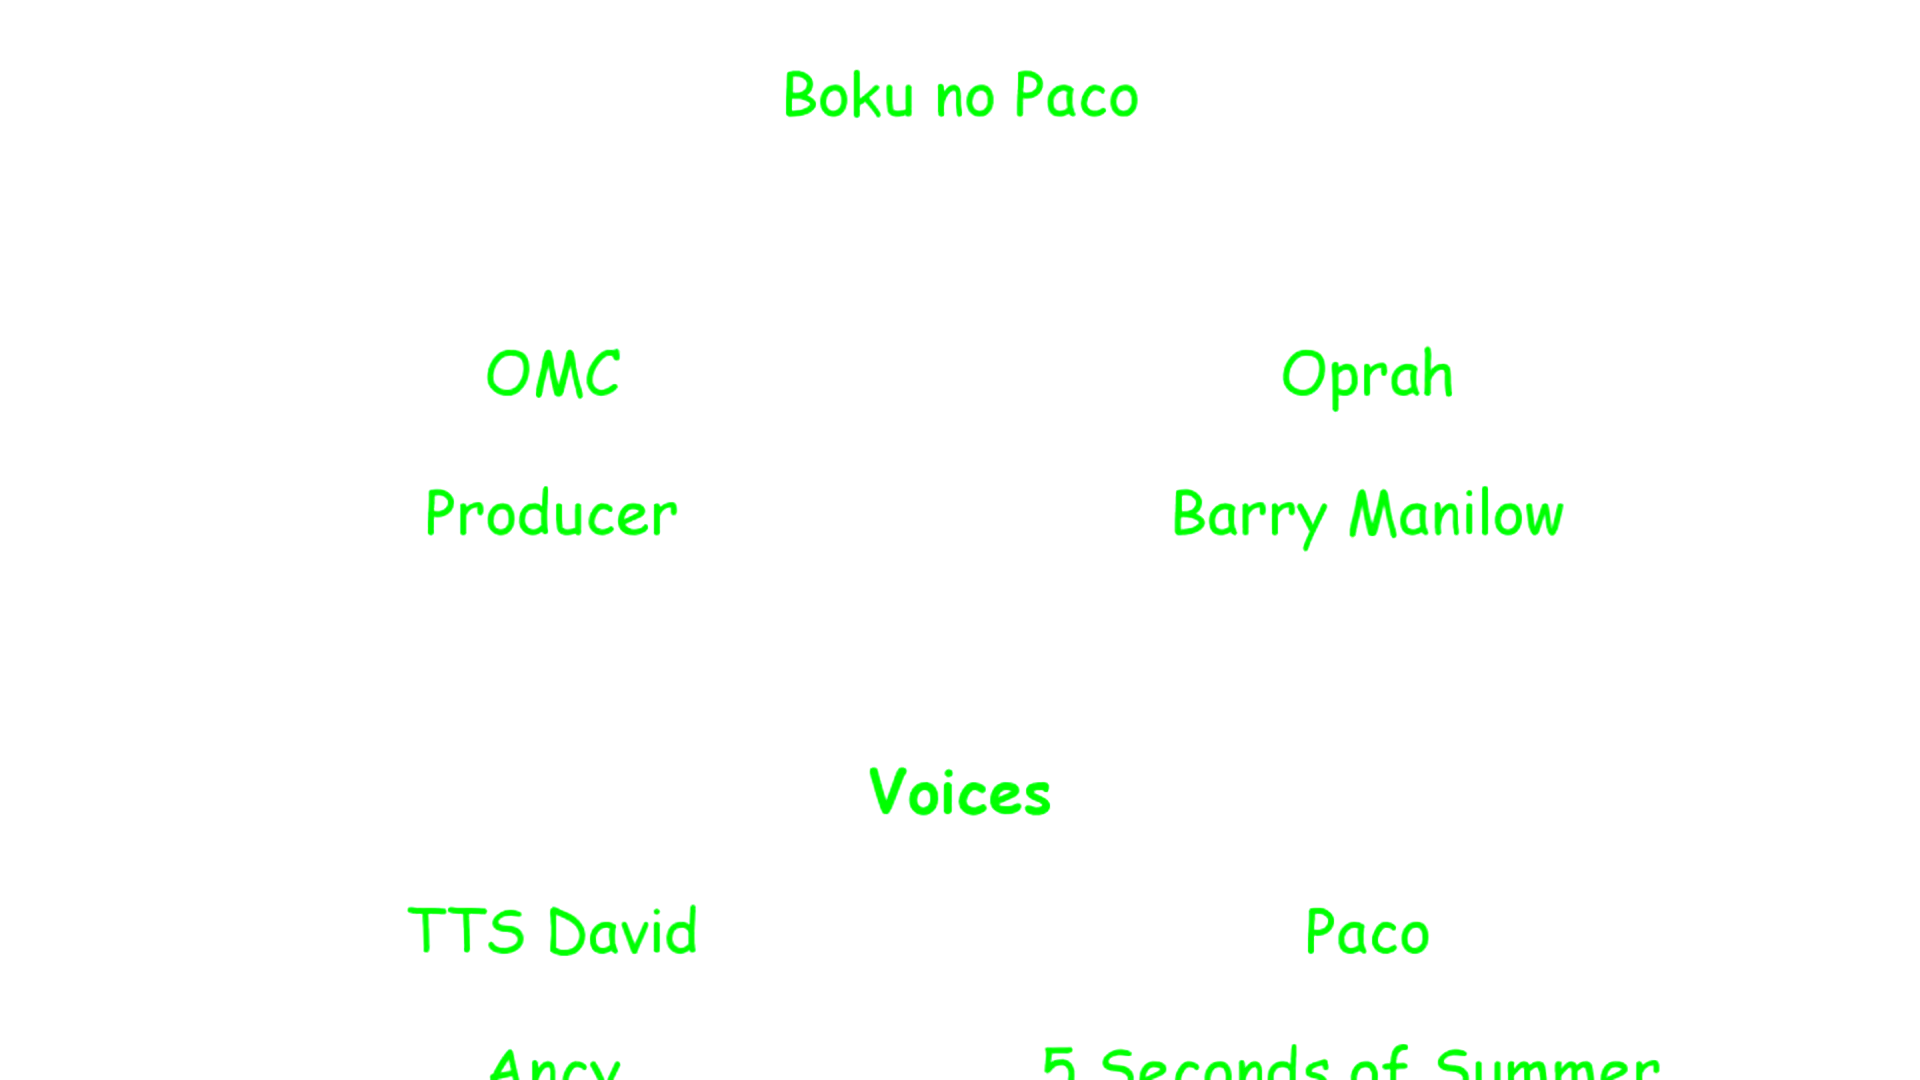 Boku no Paco
OMC Oprah
Producer Barry Manilow
Voices
TTS David Paco
Ancy 5 Seconds of Summer